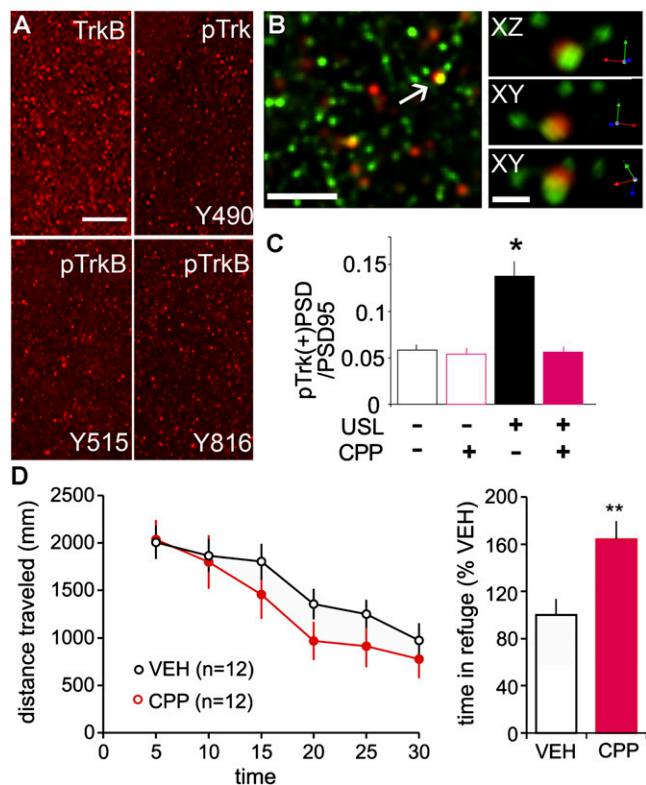 A
TrkB
pTrk
Y490
pTrkB
pTrkB
Y515
Y816
B
XZ
XY
XY
C
pTrk(+)PSD
/PSD95
0.15
0.1
0.05
0
*
USL - - + +
CPP - + - +
D
distance traveled (mm)
2500
2000
1500
1000
500
0
VEH (n=12)
CPP (n=12)
0 5 10 15 20 25 30
time
time in refuge (% VEH)
200
160
120
80
40
0
**
VEH CPP